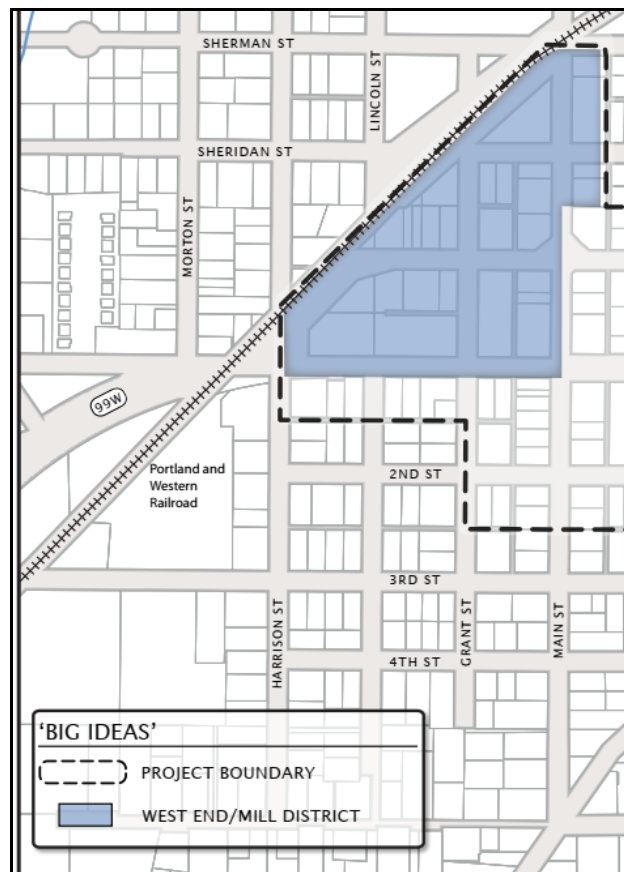 SHERMAN ST
LINCOLN ST
SHERIDAN ST
MORTON ST
99W
Portland and
Western
Railroad
2ND ST
3RD ST
HARRISON ST
GRANT ST
MAIN ST
4TH ST
'BIG IDEAS'
PROJECT BOUNDARY
WEST END/MILL DISTRICT